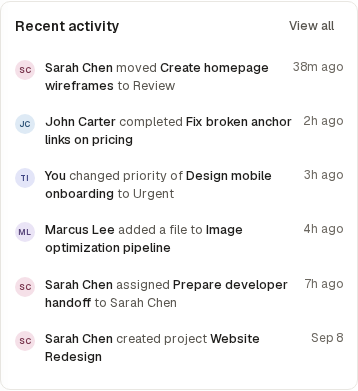 Recent activity View all
SC Sarah Chen moved Create homepage 38m ago
wireframes to Review
JC John Carter completed Fix broken anchor 2h ago
links on pricing
TI You changed priority of Design mobile 3h ago
onboarding to Urgent
ML Marcus Lee added a file to Image 4h ago
optimization pipeline
SC Sarah Chen assigned Prepare developer 7h ago
handoff to Sarah Chen
SC Sarah Chen created project Website Sep 8
Redesign